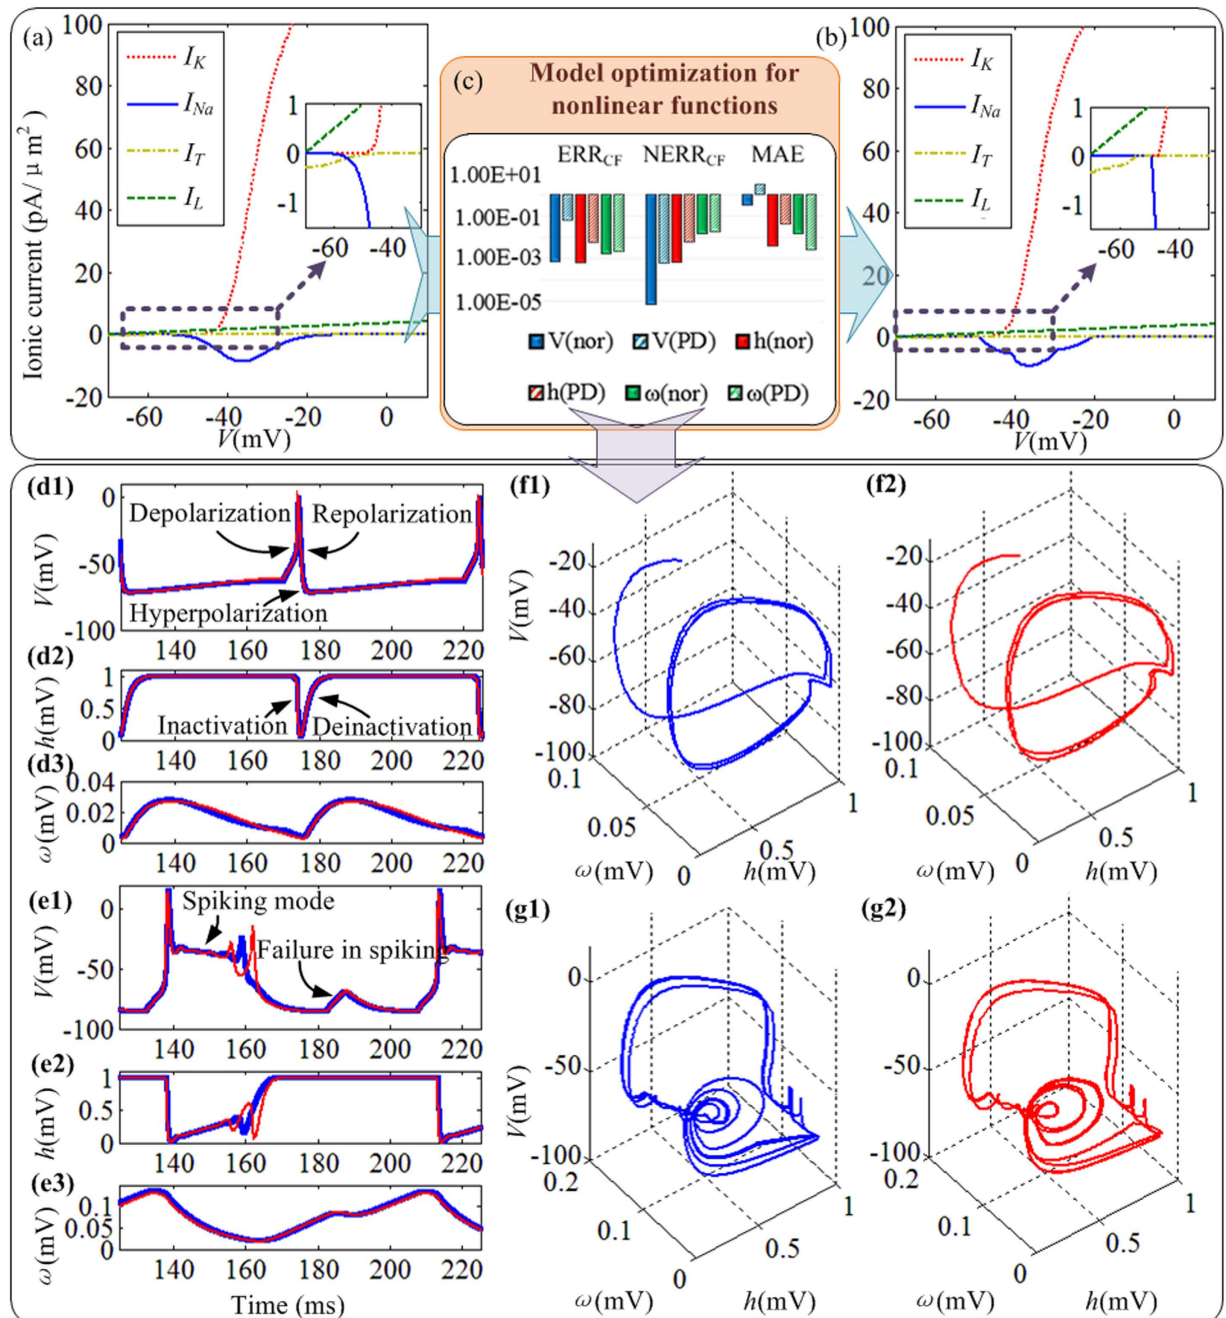 (a)
100
80
60
40
20
0
-20
Ionic current (pA/ μ m²)
I_K
I_Na
I_T
I_L
1
0
-1
-60 -40
-60 -40 -20 0
V(mV)
(c) Model optimization for
nonlinear functions
ERR_CF NERR_CF MAE
1.00E+01
1.00E-01
1.00E-03
1.00E-05
V(nor) V(PD) h(nor)
h(PD) ω(nor) ω(PD)
(b)
100
80
60
40
20
0
-20
I_K
I_Na
I_T
I_L
1
0
-1
-60 -40
-60 -40 -20 0
V(mV)
(d1)
V(mV)
0
-50
-100
Depolarization Repolarization
Hyperpolarization
140 160 180 200 220
(d2)
h(mV)
1
0.5
0
Inactivation Deinactivation
140 160 180 200 220
(d3)
ω(mV)
0.04
0.02
0
140 160 180 200 220
(e1)
V(mV)
0
-50
-100
Spiking mode
Failure in spiking
140 160 180 200 220
(e2)
h(mV)
1
0.5
0
140 160 180 200 220
(e3)
ω(mV)
0.1
0.05
0
140 160 180 200 220
Time (ms)
(f1)
V(mV)
-20
-40
-60
-80
-100
0.1
0.05
0
ω(mV)
0.5
1
h(mV)
(f2)
-20
-40
-60
-80
-100
0.1
0.05
0
ω(mV)
0.5
1
h(mV)
(g1)
V(mV)
0
-50
-100
0.2
0.1
0
ω(mV)
0.5
1
h(mV)
(g2)
0
-50
-100
0.2
0.1
0
ω(mV)
0.5
1
h(mV)